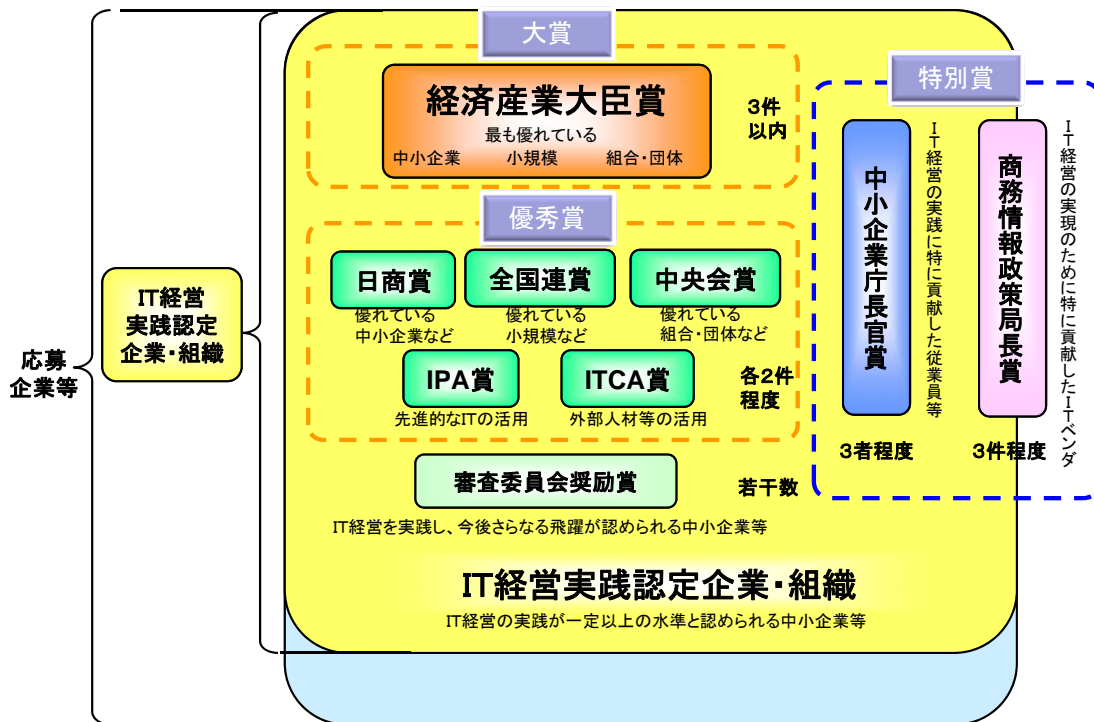 大賞
経済産業大臣賞
最も優れている
中小企業 小規模 組合・団体
3件
以内
優秀賞
日商賞
優れている
中小企業など
全国連賞
優れている
小規模など
中央会賞
優れている
組合・団体など
IPA賞
先進的なITの活用
ITCA賞
外部人材等の活用
各2件
程度
審査委員会奨励賞
若干数
IT経営を実践し、今後さらなる飛躍が認められる中小企業等
IT経営実践認定企業・組織
IT経営の実践が一定以上の水準と認められる中小企業等
特別賞
中小企業庁長官賞
IT経営の実践に特に貢献した従業員等
3者程度
商務情報政策局長賞
IT経営の実現のために特に貢献したITベンダ
3件程度
IT経営
実践認定
企業・組織
応募
企業等